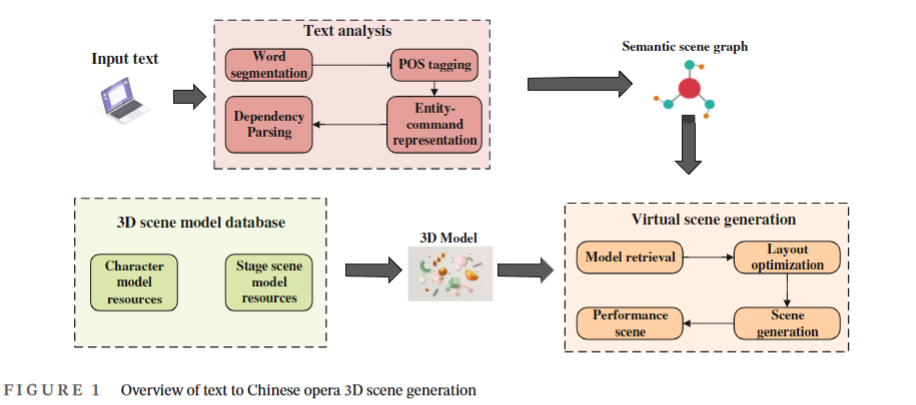 Text analysis
Input text
Word
segmentation
POS tagging
Dependency
Parsing
Entity-
command
representation
Semantic scene graph
3D scene model database
Character
model
resources
Stage scene
model
resources
3D Model
Virtual scene generation
Model retrieval
Layout
optimization
Performance
scene
Scene
generation
FIGURE 1 Overview of text to Chinese opera 3D scene generation